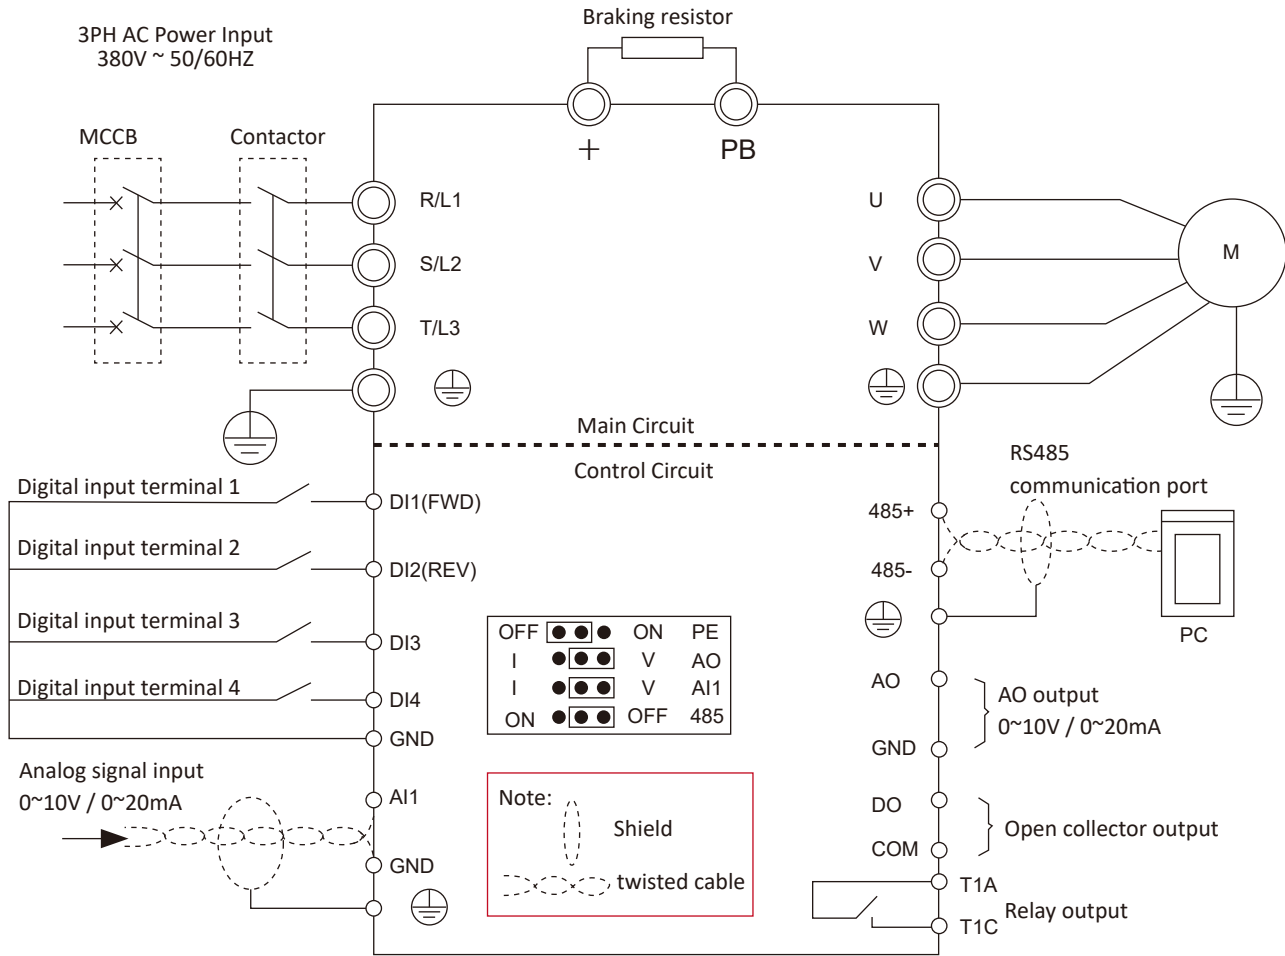 Braking resistor
3PH AC Power Input
380V ~ 50/60HZ
MCCB
Contactor
+
PB
R/L1
S/L2
T/L3
U
V
W
M
Main Circuit
Control Circuit
Digital input terminal 1
DI1(FWD)
Digital input terminal 2
DI2(REV)
Digital input terminal 3
DI3
Digital input terminal 4
DI4
GND
Analog signal input
0~10V / 0~20mA
AI1
GND
OFF ON PE
I V AO
I V AI1
ON OFF 485
Note:
Shield
twisted cable
RS485
communication port
485+
485-
PC
AO
GND
AO output
0~10V / 0~20mA
DO
COM
Open collector output
T1A
Relay output
T1C